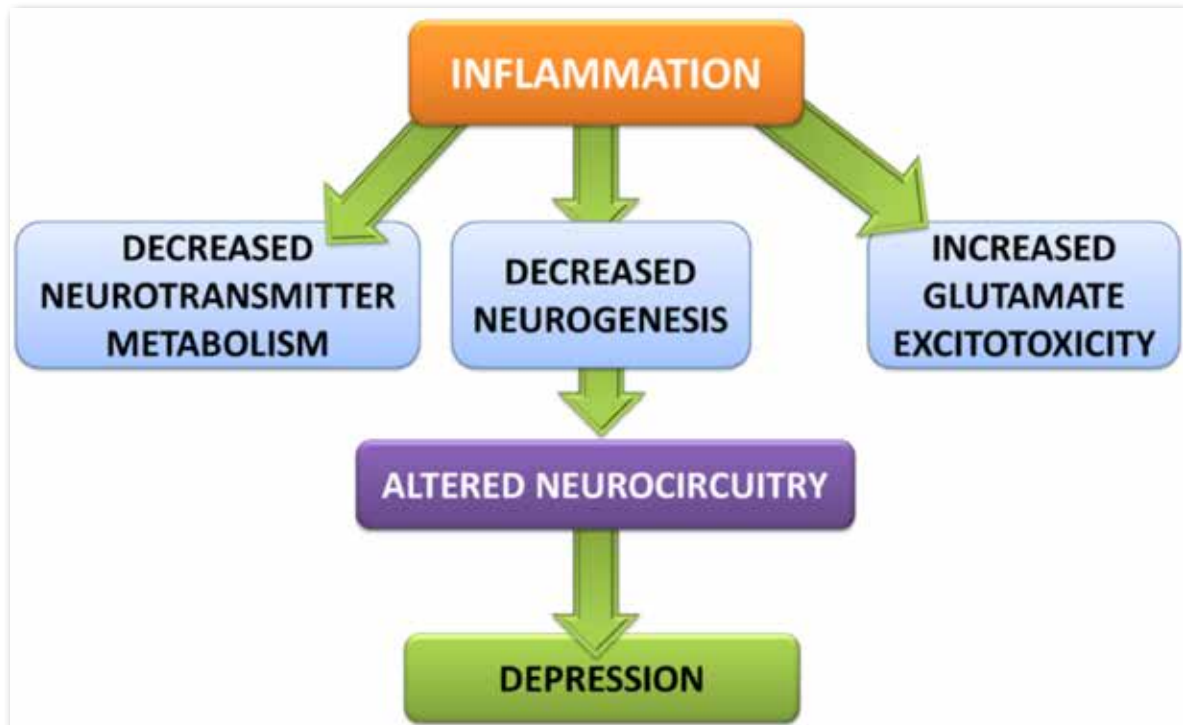 INFLAMMATION
DECREASED
NEUROTRANSMITTER
METABOLISM
DECREASED
NEUROGENESIS
INCREASED
GLUTAMATE
EXCITOTOXICITY
ALTERED NEUROCIRCUITRY
DEPRESSION